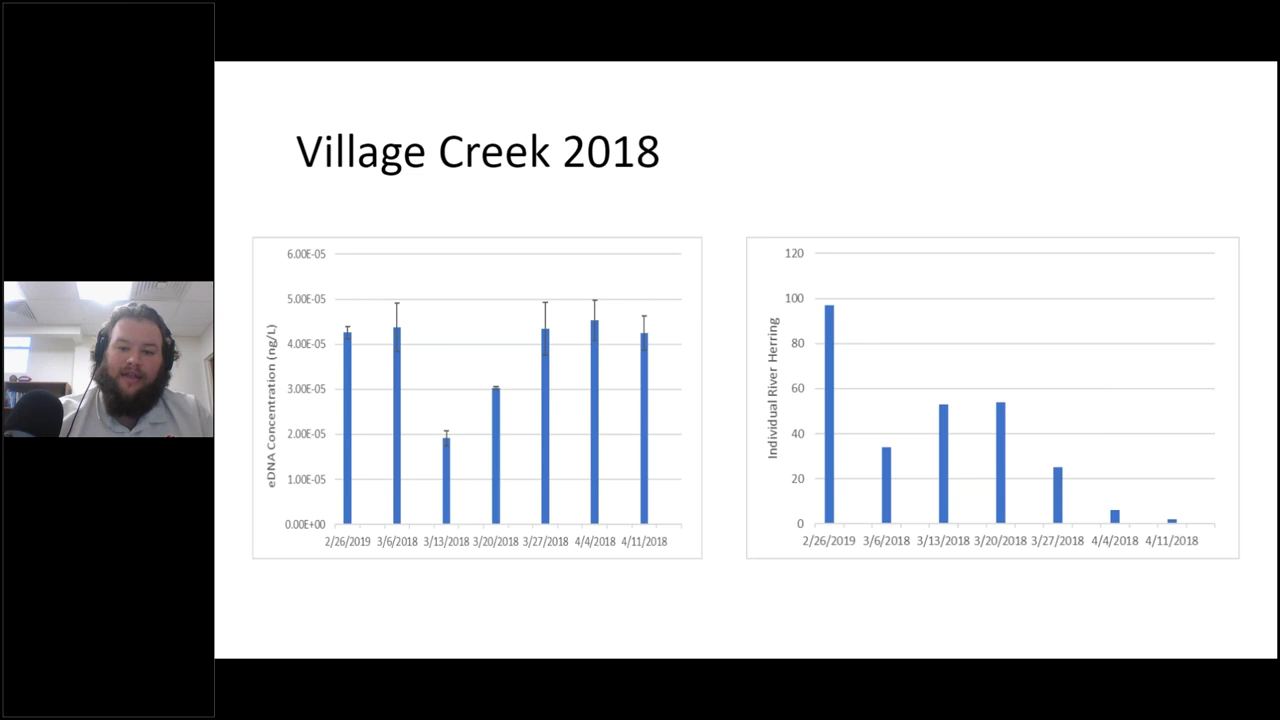 Village Creek 2018
6.00E-05
5.00E-05
4.00E-05
3.00E-05
2.00E-05
1.00E-05
0.00E+00
eDNA Concentration (ng/L)
2/26/2019 3/6/2018 3/13/2018 3/20/2018 3/27/2018 4/4/2018 4/11/2018
120
100
80
60
40
20
0
Individual River Herring
2/26/2019 3/6/2018 3/13/2018 3/20/2018 3/27/2018 4/4/2018 4/11/2018